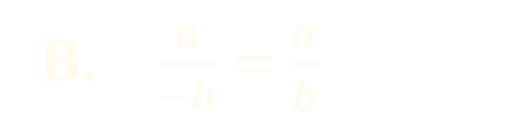 B. a/−b = a/b